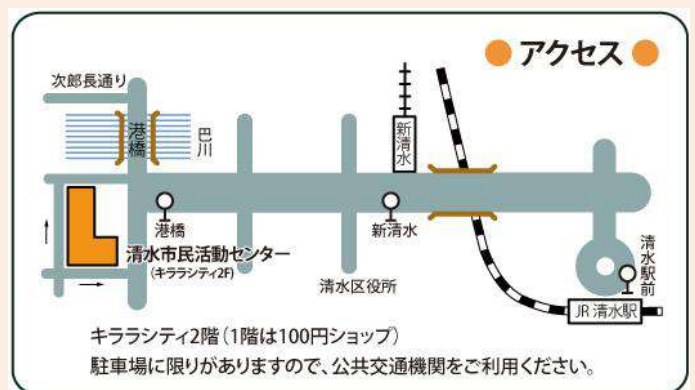 アクセス
次郎長通り
港橋
巴川
新清水
港橋
新清水
清水駅前
清水市民活動センター
(キララシティ2F)
清水区役所
JR 清水駅
キララシティ2階(1階は100円ショップ)
駐車場に限りがありますので、公共交通機関をご利用ください。